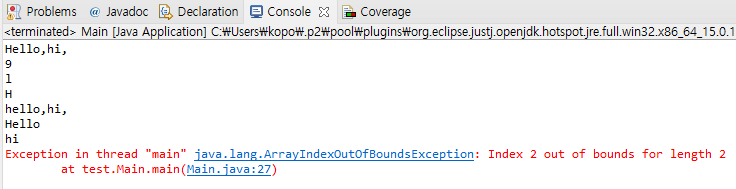 Problems @ Javadoc Declaration Console Coverage
<terminated> Main [Java Application] C:₩Users₩kopo₩.p2₩pool₩plugins₩org.eclipse.justj.openjdk.hotspot.jre.full.win32.x86_64_15.0.1
Hello,hi,
9
l
H
hello,hi,
Hello
hi
Exception in thread "main" java.lang.ArrayIndexOutOfBoundsException: Index 2 out of bounds for length 2
at test.Main.main(Main.java:27)